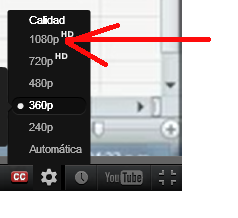 Calidad
1080p HD
720p HD
480p
360p
240p
Automática
CC YouTube